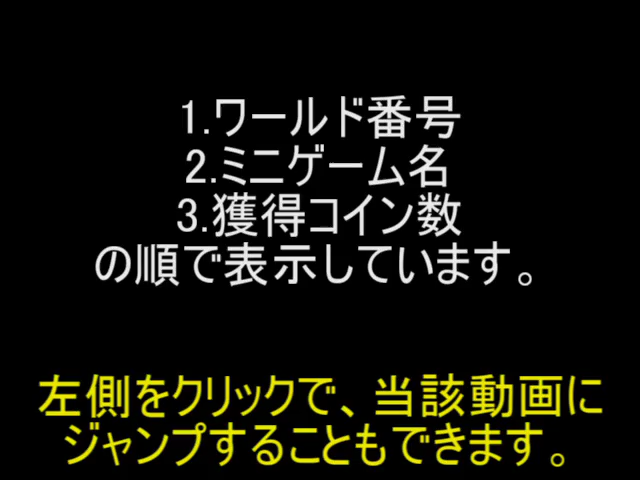 1.ワールド番号
2.ミニゲーム名
3.獲得コイン数
の順で表示しています。
左側をクリックで、当該動画に
ジャンプすることもできます。